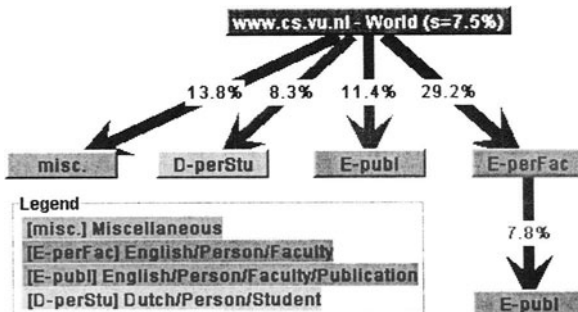 www.cs.vu.nl - World (s=7.5%)
13.8% 8.3% 11.4% 29.2%
misc. D-perStu E-publ E-perFac
Legend
[misc.] Miscellaneous
[E-perFac] English/Person/Faculty
[E-publ] English/Person/Faculty/Publication
[D-perStu] Dutch/Person/Student
7.8%
E-publ